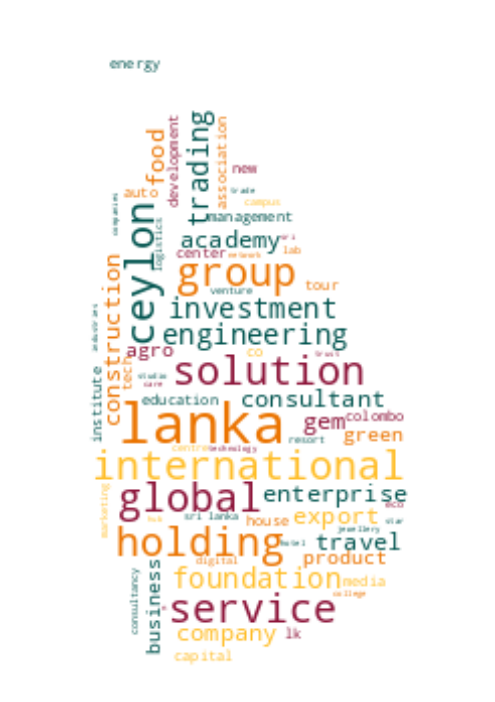 energy
food
development
trading
association
new
auto
trade
campus
companies
ceylon
logistics
management
academy
sri
center
network
lab
group
venture
tour
construction
investment
industries
engineering
agro
co
trust
tech
solution
studio
care
institute
education
consultant
lanka
gem
colombo
resort
green
centre
technology
international
global
enterprise
marketing
eco
hub
sri lanka
house
export
star
jewellery
holding
hotel
travel
digital
product
consultancy
business
foundation
media
college
service
company
lk
capital